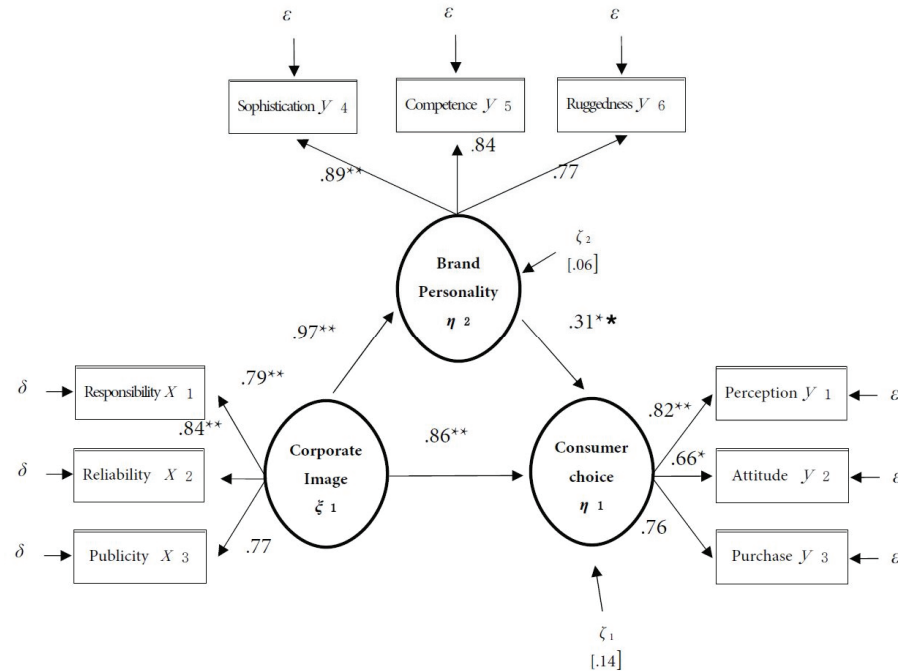 ε ε ε
Sophistication y 4 Competence y 5 Ruggedness y 6
.89** .84 .77
Brand
Personality
η 2
ζ2
[.06]
.97** .31**
δ Responsibility X 1 .79**
δ Reliability X 2 .84**
δ Publicity X 3 .77
Corporate
Image
ξ 1
.86**
Consumer
choice
η 1
.82** Perception y 1 ε
.66* Attitude y 2 ε
.76 Purchase y 3 ε
ζ1
[.14]